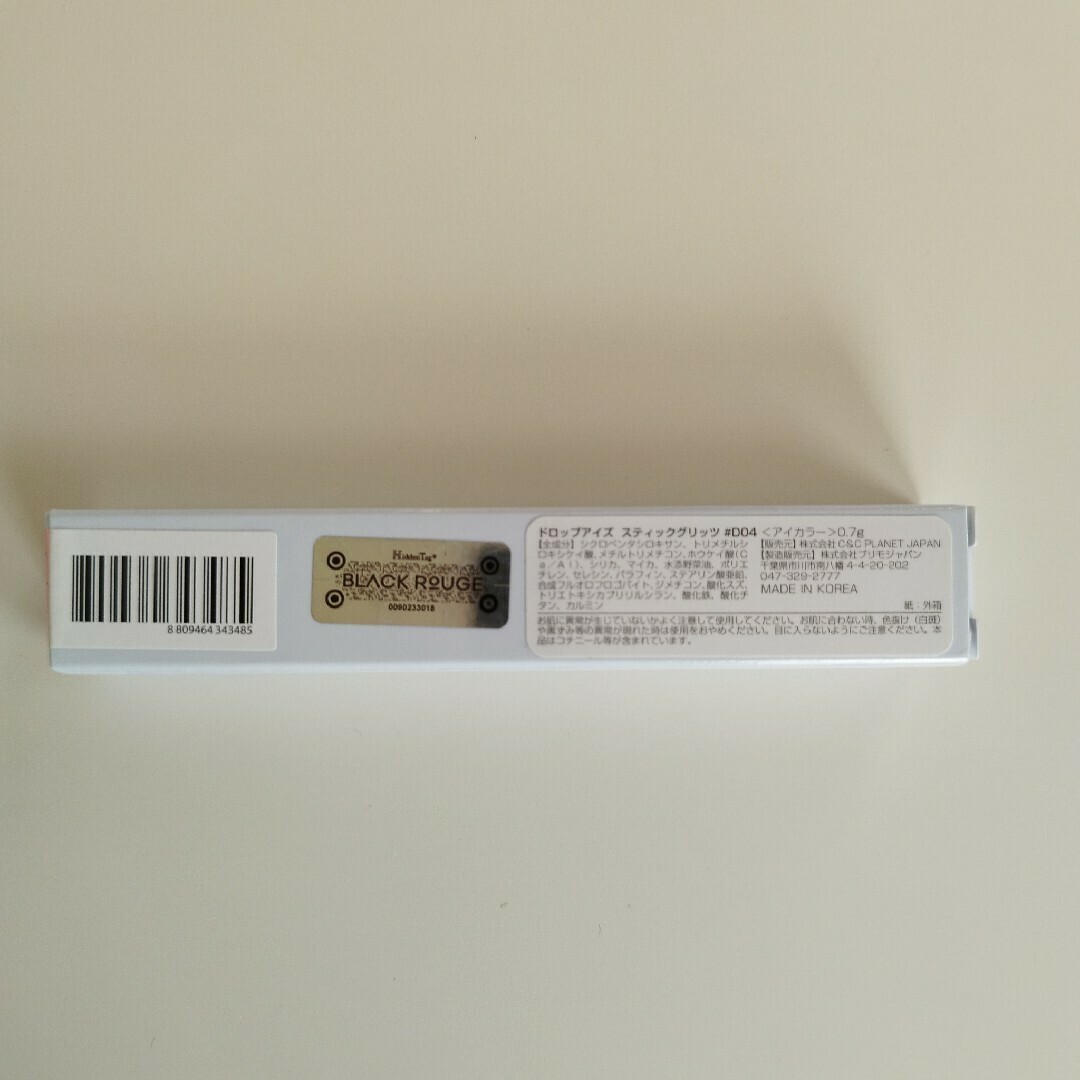 8 809464 343485
HiddenTag®
BLACK ROUGE
0090233018
ドロップアイズ スティックグリッツ #D04 <アイカラー>0.7g
【全成分】シクロペンタシロキサン、トリメチルシ
ロキシケイ酸、メチルトリメチコン、ホウケイ酸(C
a/Al)、シリカ、マイカ、水添野菜油、ポリエ
チレン、セレシン、パラフィン、ステアリン酸亜鉛、
合成フルオロフロゴパイト、ジメチコン、酸化スズ、
トリエトキシカプリリルシラン、酸化鉄、酸化チ
タン、カルミン
【販売元】株式会社 C&C PLANET JAPAN
【製造販売元】株式会社プリモジャパン
千葉県市川市南八幡 4-4-20-202
047-329-2777
MADE IN KOREA
紙:外箱
お肌に異常が生じていないかよく注意して使用してください。お肌に合わない時、色抜け(白斑)
や黒ずみ等の異常が現れた時は使用をおやめください。目に入らないようにご注意ください。本
品はコチニール等が含まれています。